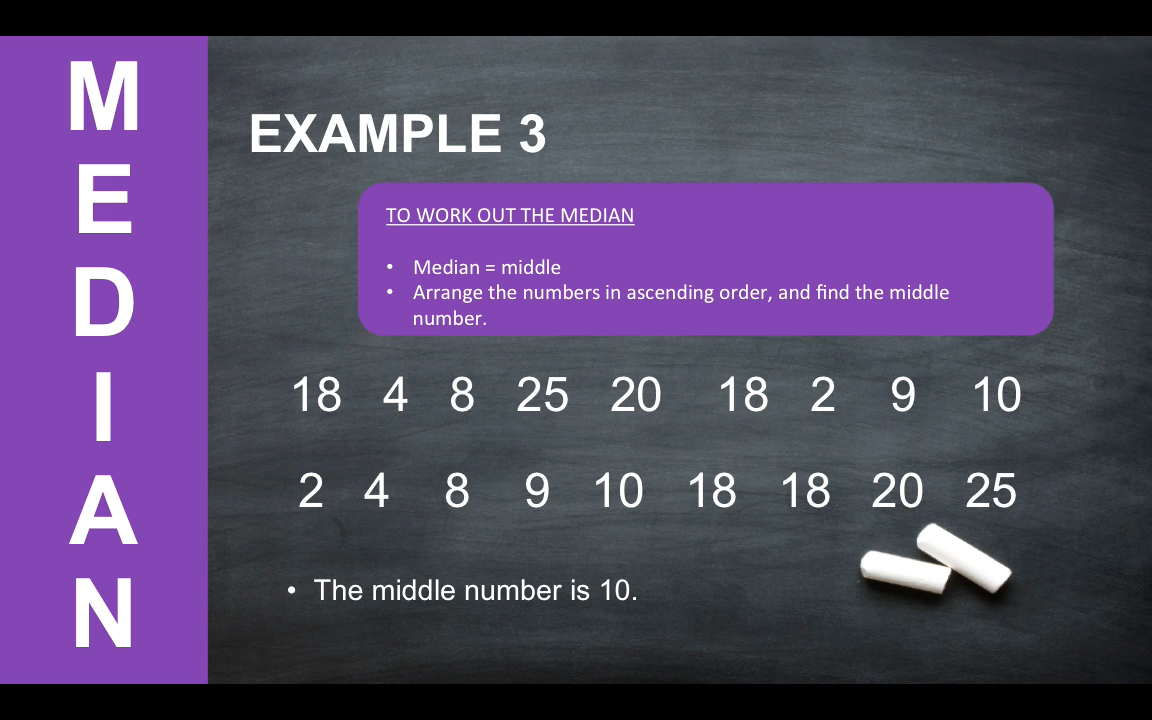 M
E
D
I
A
N
EXAMPLE 3
TO WORK OUT THE MEDIAN
• Median = middle
• Arrange the numbers in ascending order, and find the middle
number.
18 4 8 25 20 18 2 9 10
2 4 8 9 10 18 18 20 25
• The middle number is 10.